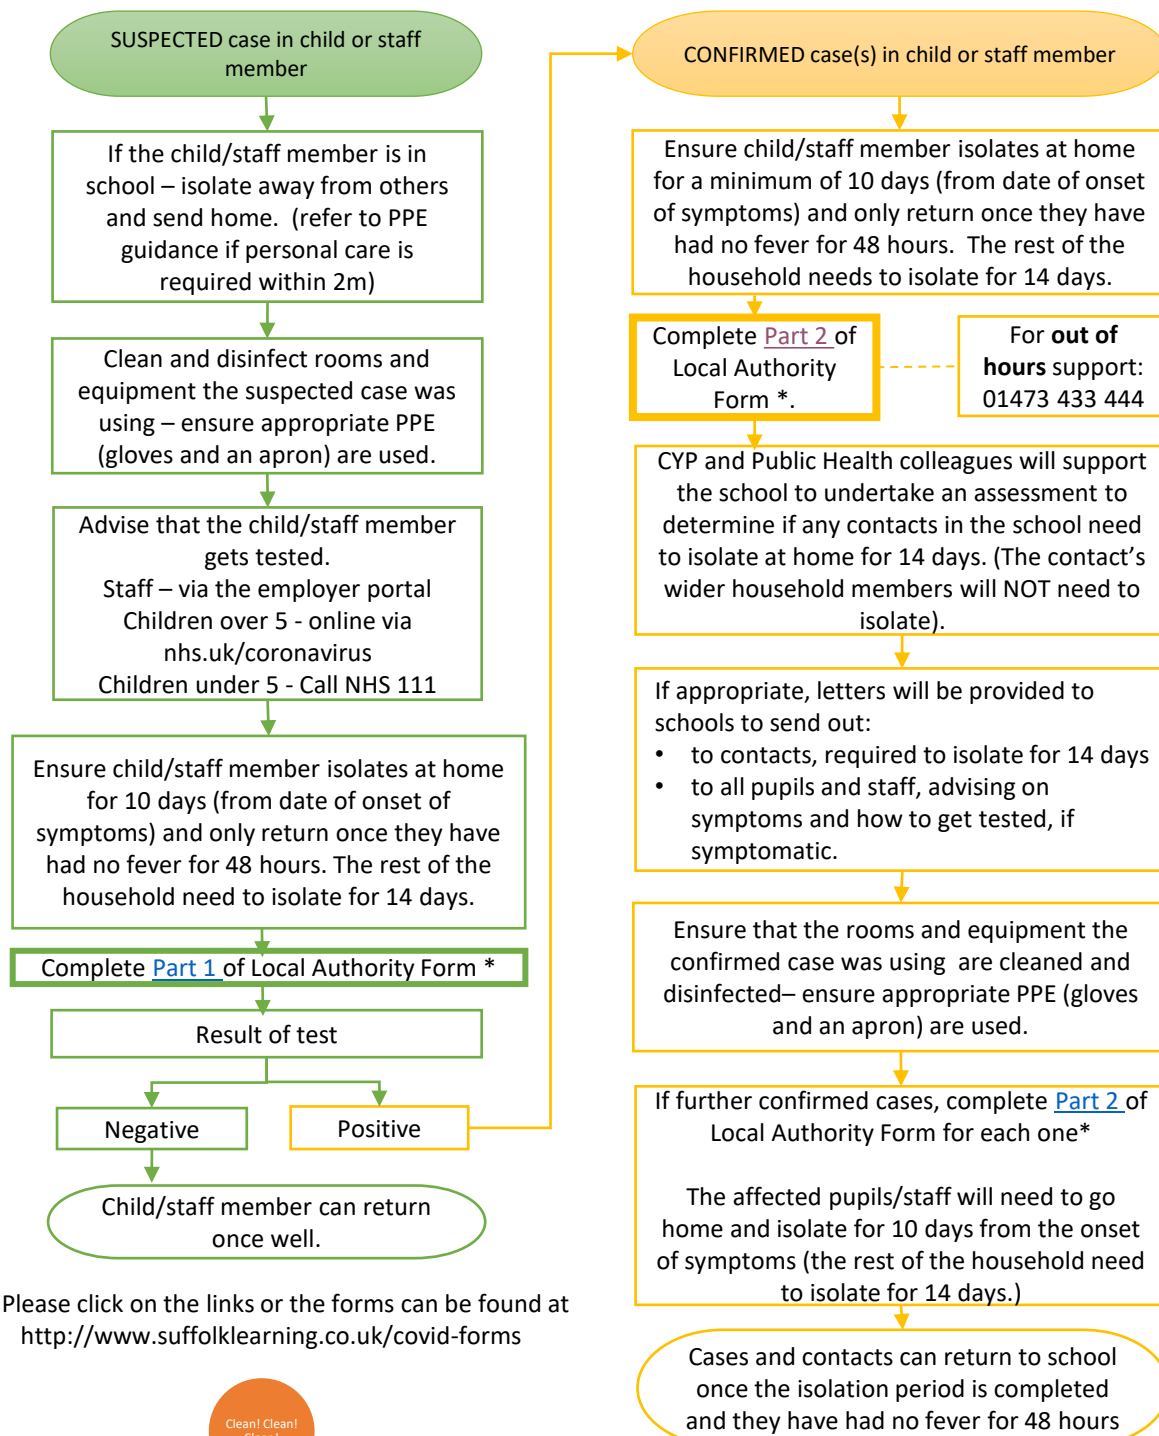 SUSPECTED case in child or staff
member
If the child/staff member is in
school – isolate away from others
and send home.  (refer to PPE
guidance if personal care is
required within 2m)
Clean and disinfect rooms and
equipment the suspected case was
using – ensure appropriate PPE
(gloves and an apron) are used.
Advise that the child/staff member
gets tested.
Staff – via the employer portal
Children over 5 - online via
nhs.uk/coronavirus
Children under 5 - Call NHS 111
Ensure child/staff member isolates at home
for 10 days (from date of onset of
symptoms) and only return once they have
had no fever for 48 hours. The rest of the
household need to isolate for 14 days.
Complete Part 1 of Local Authority Form *
Result of test
Negative
Positive
Child/staff member can return
once well.
Please click on the links or the forms can be found at
http://www.suffolklearning.co.uk/covid-forms
Clean! Clean!
Clean!
CONFIRMED case(s) in child or staff member
Ensure child/staff member isolates at home
for a minimum of 10 days (from date of onset
of symptoms) and only return once they have
had no fever for 48 hours.  The rest of the
household needs to isolate for 14 days.
Complete Part 2 of
Local Authority
Form *.
For out of
hours support:
01473 433 444
CYP and Public Health colleagues will support
the school to undertake an assessment to
determine if any contacts in the school need
to isolate at home for 14 days. (The contact’s
wider household members will NOT need to
isolate).
If appropriate, letters will be provided to
schools to send out:
• to contacts, required to isolate for 14 days
• to all pupils and staff, advising on
symptoms and how to get tested, if
symptomatic.
Ensure that the rooms and equipment the
confirmed case was using  are cleaned and
disinfected– ensure appropriate PPE (gloves
and an apron) are used.
If further confirmed cases, complete Part 2 of
Local Authority Form for each one*
The affected pupils/staff will need to go
home and isolate for 10 days from the onset
of symptoms (the rest of the household need
to isolate for 14 days.)
Cases and contacts can return to school
once the isolation period is completed
and they have had no fever for 48 hours